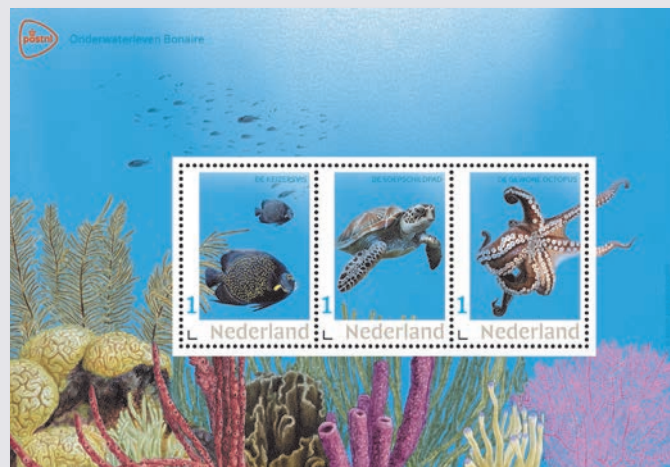 postnl
Onderwaterleven Bonaire
DE KEIZERSVIS
DE SOEPSCHILDPAD
DE GEWONE OCTOPUS
1
Nederland
1
Nederland
1
Nederland